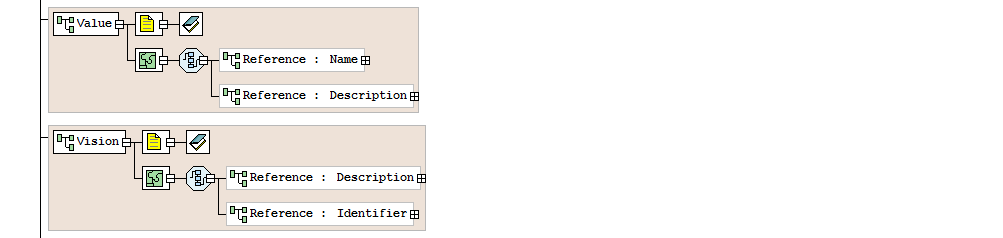 Value
Reference : Name
Reference : Description
Vision
Reference : Description
Reference : Identifier